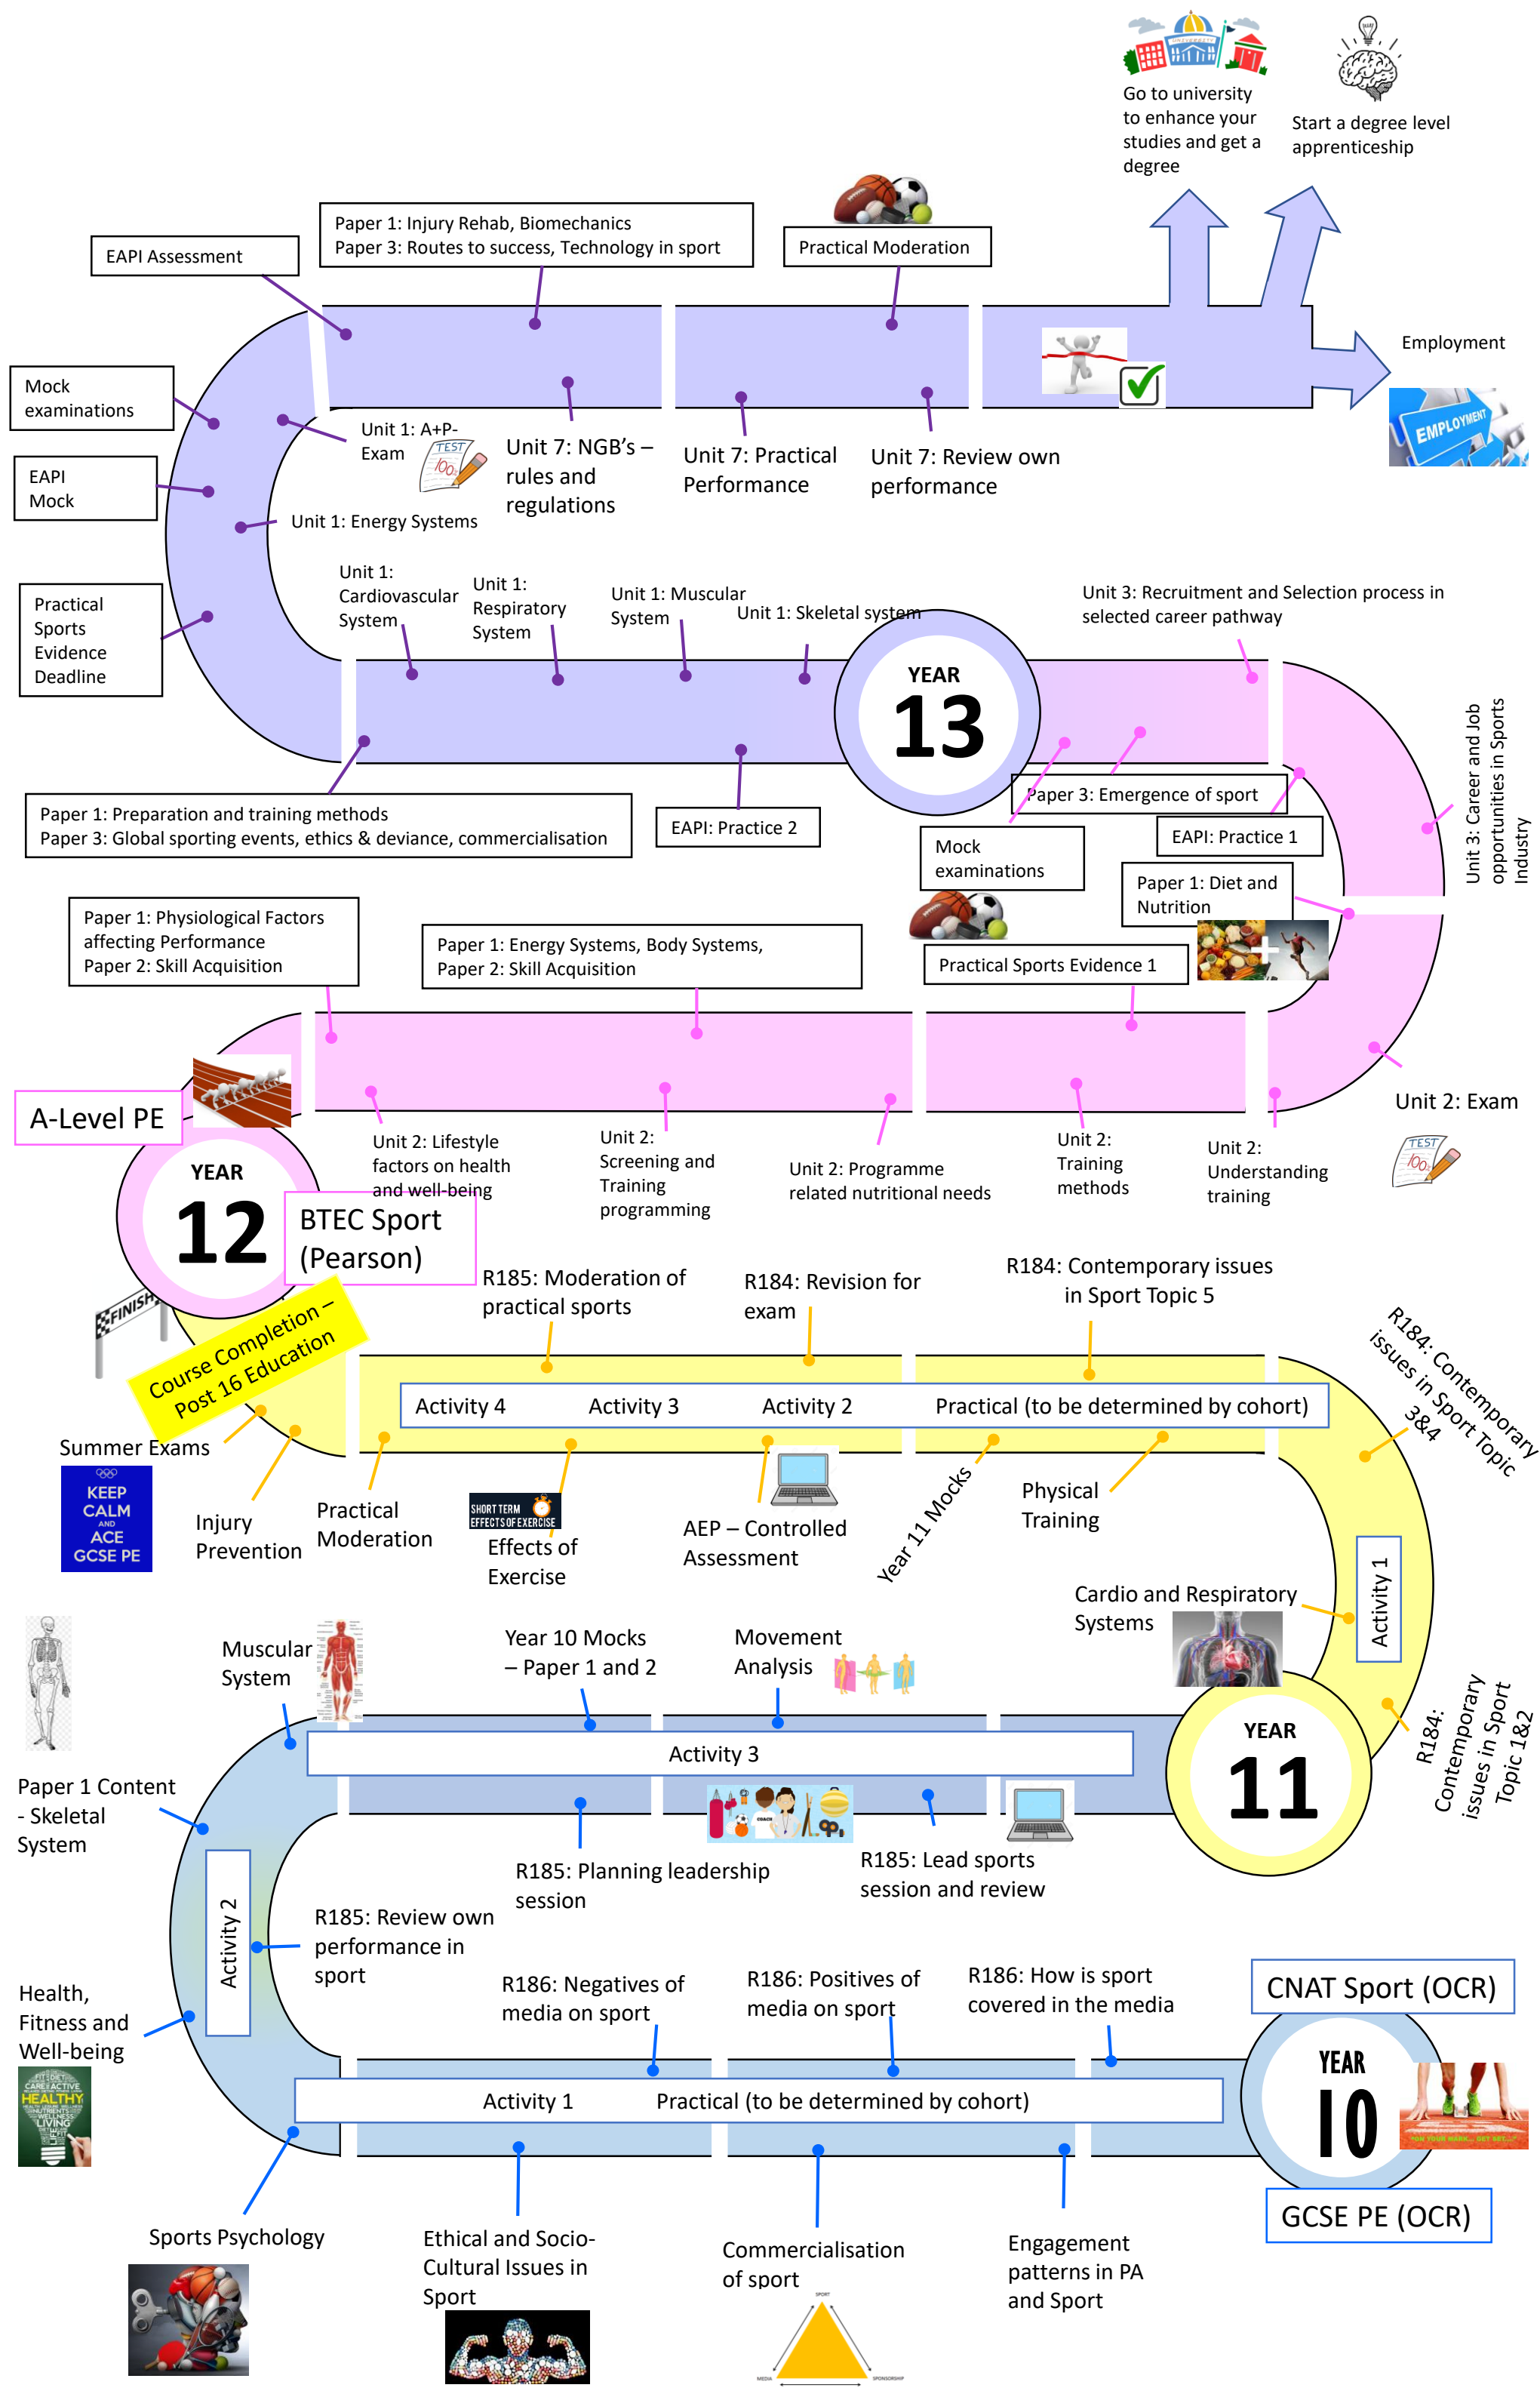 Go to university
to enhance your
studies and get a
degree
Start a degree level
apprenticeship
Paper 1: Injury Rehab, Biomechanics
Paper 3: Routes to success, Technology in sport
EAPI Assessment
Practical Moderation
Employment
EMPLOYMENT
Mock
examinations
Unit 1: A+P-
Exam
TEST
100%
Unit 7: NGB's –
rules and
regulations
Unit 7: Practical
Performance
Unit 7: Review own
performance
EAPI
Mock
Unit 1: Energy Systems
Practical
Sports
Evidence
Deadline
Unit 1:
Cardiovascular
System
Unit 1:
Respiratory
System
Unit 1: Muscular
System
Unit 1: Skeletal system
Unit 3: Recruitment and Selection process in
selected career pathway
YEAR
13
Unit 3: Career and Job
opportunities in Sports
Industry
Paper 1: Preparation and training methods
Paper 3: Global sporting events, ethics & deviance, commercialisation
EAPI: Practice 2
Paper 3: Emergence of sport
Mock
examinations
EAPI: Practice 1
Paper 1: Diet and
Nutrition
Paper 1: Physiological Factors
affecting Performance
Paper 2: Skill Acquisition
Paper 1: Energy Systems, Body Systems,
Paper 2: Skill Acquisition
Practical Sports Evidence 1
A-Level PE
YEAR
12
BTEC Sport
(Pearson)
Unit 2: Lifestyle
factors on health
and well-being
Unit 2:
Screening and
Training
programming
Unit 2: Programme
related nutritional needs
Unit 2:
Training
methods
Unit 2:
Understanding
training
Unit 2: Exam
TEST
100%
FINISH
Course Completion –
Post 16 Education
R185: Moderation of
practical sports
R184: Revision for
exam
R184: Contemporary issues
in Sport Topic 5
R184: Contemporary
issues in Sport Topic
3&4
Activity 4
Activity 3
Activity 2
Practical (to be determined by cohort)
Summer Exams
KEEP
CALM
AND
ACE
GCSE PE
Injury
Prevention
Practical
Moderation
SHORT TERM
EFFECTS OF EXERCISE
Effects of
Exercise
AEP – Controlled
Assessment
Year 11 Mocks
Physical
Training
Activity 1
Cardio and Respiratory
Systems
R184:
Contemporary
issues in Sport
Topic 1&2
YEAR
11
Muscular
System
Year 10 Mocks
– Paper 1 and 2
Movement
Analysis
Activity 3
Paper 1 Content
- Skeletal
System
COACH
R185: Planning leadership
session
R185: Lead sports
session and review
Activity 2
R185: Review own
performance in
sport
Health,
Fitness and
Well-being
HEALTHY
WELLNESS
LIVING
R186: Negatives of
media on sport
R186: Positives of
media on sport
R186: How is sport
covered in the media
CNAT Sport (OCR)
YEAR
10
"ON YOUR MARK... GET SET..."
GCSE PE (OCR)
Activity 1
Practical (to be determined by cohort)
Sports Psychology
Ethical and Socio-
Cultural Issues in
Sport
Commercialisation
of sport
SPORT
MEDIA
SPONSORSHIP
Engagement
patterns in PA
and Sport